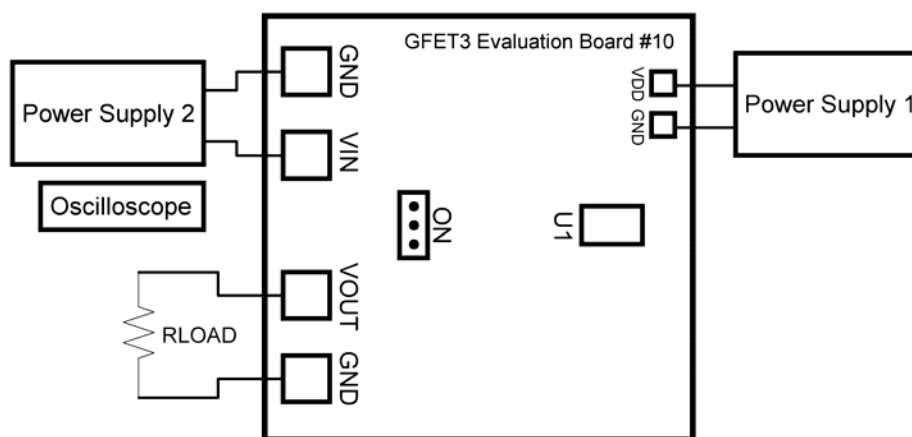 GFET3 Evaluation Board #10
Power Supply 2
GND
VIN
Oscilloscope
VOUT
GND
RLOAD
ON
U1
VDD
GND
Power Supply 1